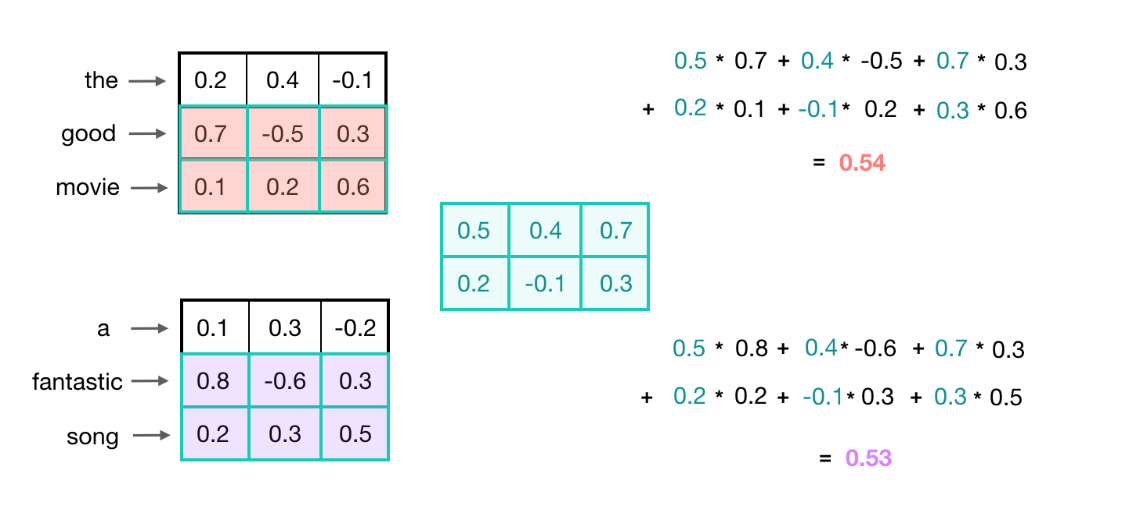 the → 0.2 0.4 -0.1
good → 0.7 -0.5 0.3
movie → 0.1 0.2 0.6
0.5 * 0.7 + 0.4 * -0.5 + 0.7 * 0.3
+ 0.2 * 0.1 + -0.1* 0.2 + 0.3 * 0.6
= 0.54
0.5 0.4 0.7
0.2 -0.1 0.3
a → 0.1 0.3 -0.2
fantastic → 0.8 -0.6 0.3
song → 0.2 0.3 0.5
0.5 * 0.8 + 0.4* -0.6 + 0.7 * 0.3
+ 0.2 * 0.2 + -0.1* 0.3 + 0.3 * 0.5
= 0.53